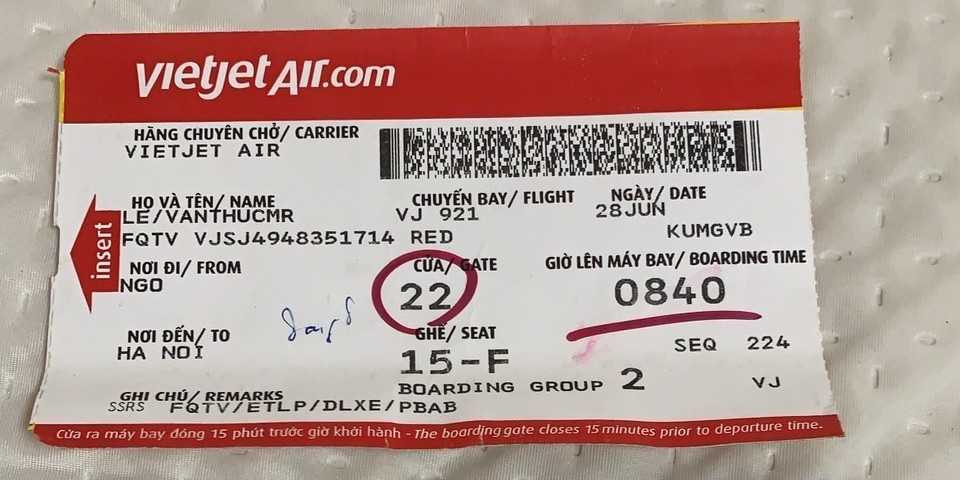 vietjetAir.com
HÃNG CHUYÊN CHỞ/ CARRIER
VIETJET AIR
HỌ VÀ TÊN/ NAME CHUYẾN BAY/ FLIGHT NGÀY/ DATE
LE/VANTHUCMR VJ 921 28JUN
FQTV VJSJ4948351714 RED KUMGVB
insert
NƠI ĐI/ FROM CỬA/ GATE GIỜ LÊN MÁY BAY/ BOARDING TIME
NGO 22 0840
NƠI ĐẾN/ TO GHẾ/ SEAT SEQ 224
HA NOI 15-F
BOARDING GROUP 2 VJ
GHI CHÚ/ REMARKS
SSRS FQTV/ETLP/DLXE/PBAB
Cửa ra máy bay đóng 15 phút trước giờ khởi hành - The boarding gate closes 15 minutes prior to departure time.